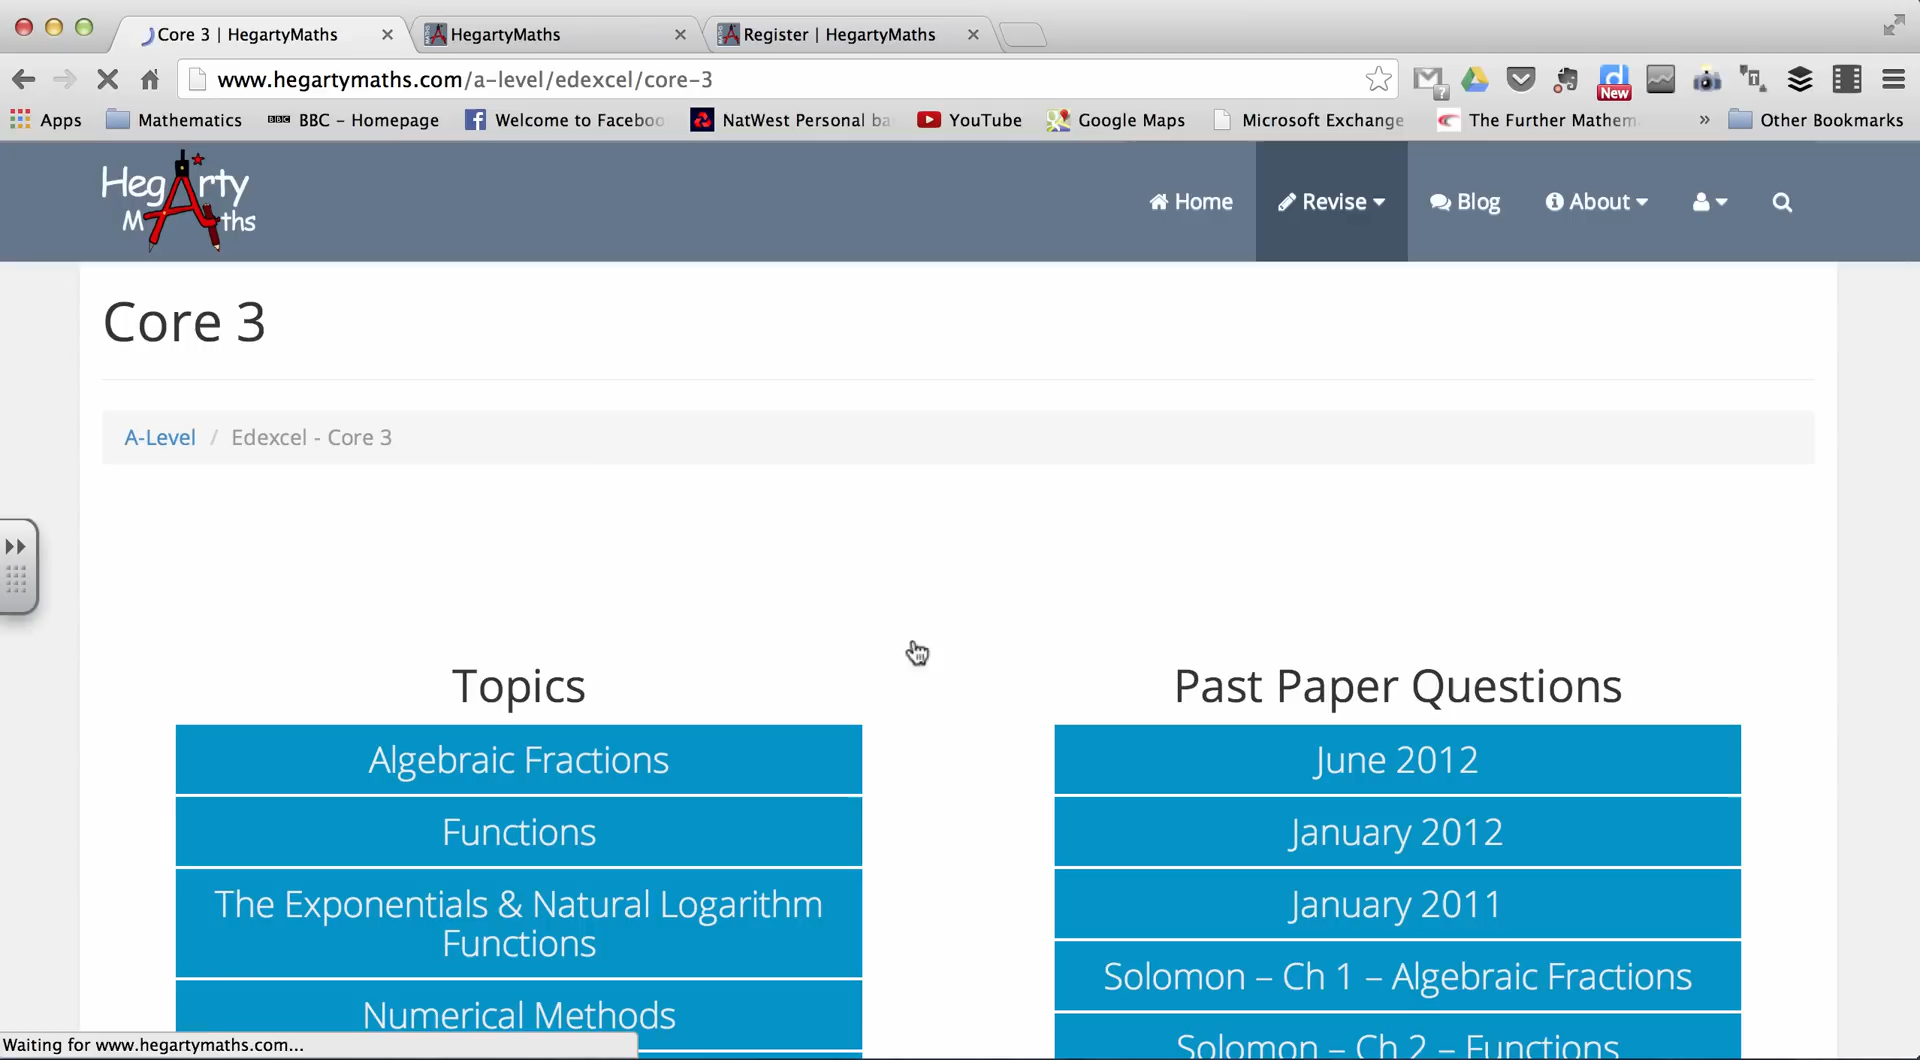 Core 3 | HegartyMaths
HegartyMaths
Register | HegartyMaths
www.hegartymaths.com/a-level/edexcel/core-3
New
Apps
Mathematics
BBC
BBC - Homepage
Welcome to Faceboo
NatWest Personal ba
YouTube
Google Maps
Microsoft Exchange
The Further Mathem
»
Other Bookmarks
HegArty
MAths
Home
Revise
Blog
About
Core 3
A-Level / Edexcel - Core 3
Topics
Algebraic Fractions
Functions
The Exponentials & Natural Logarithm
Functions
Numerical Methods
Past Paper Questions
June 2012
January 2012
January 2011
Solomon – Ch 1 – Algebraic Fractions
Solomon – Ch 2 – Functions
Waiting for www.hegartymaths.com...